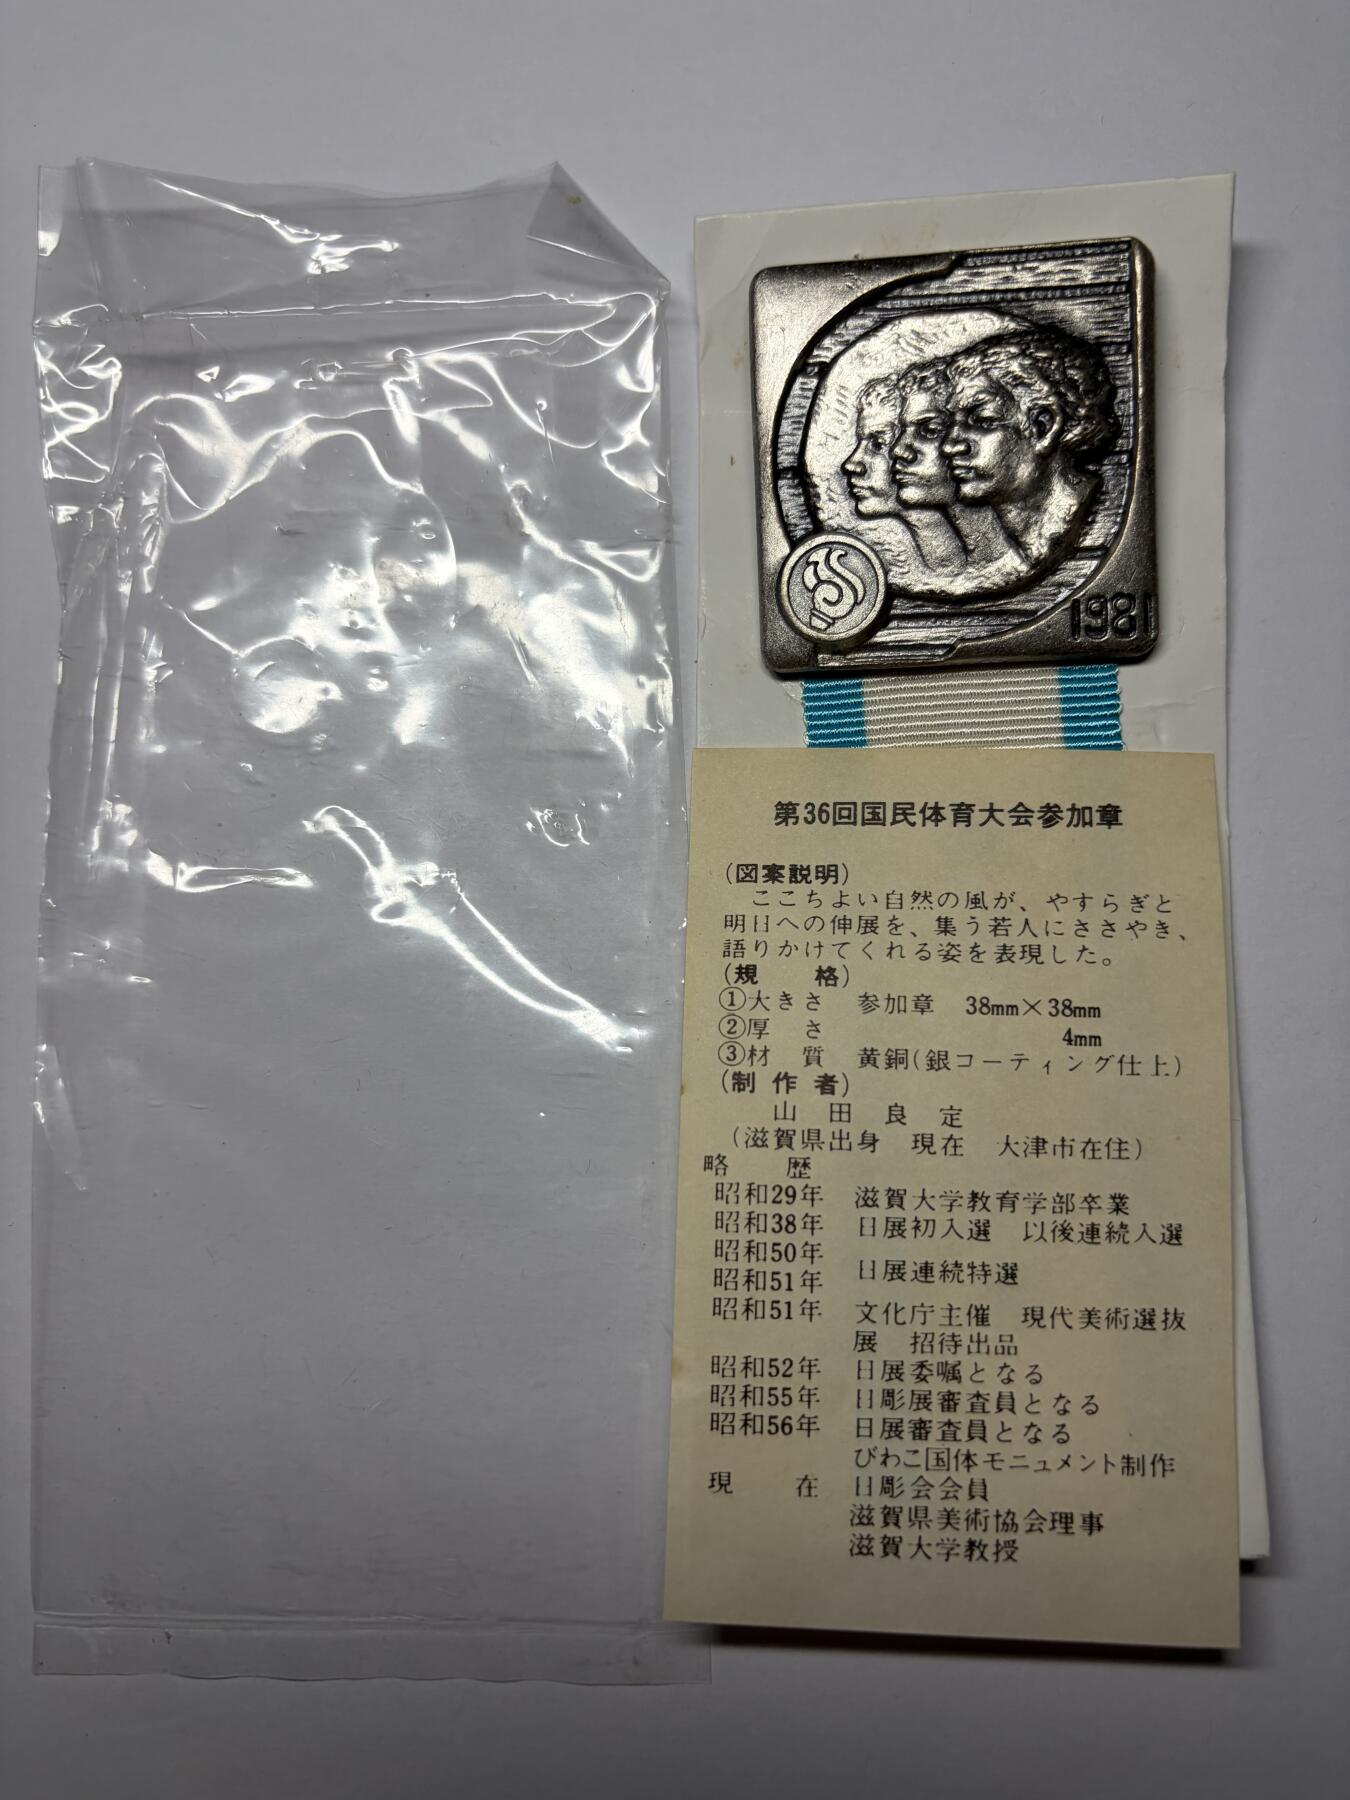 1981
第36回国民体育大会参加章
(図案説明)
ここちよい自然の風が、やすらぎと
明日への伸展を、集う若人にささやき、
語りかけてくれる姿を表現した。
(規　格)
①大きさ　参加章　38mm×38mm
②厚　さ　4mm
③材　質　黄銅(銀コーティング仕上)
(制作者)
山　田　良　定
(滋賀県出身　現在　大津市在住)
略　歴
昭和29年　滋賀大学教育学部卒業
昭和38年　日展初入選　以後連続入選
昭和50年
昭和51年　日展連続特選
昭和51年　文化庁主催　現代美術選抜
展　招待出品
昭和52年　日展委嘱となる
昭和55年　日彫展審査員となる
昭和56年　日展審査員となる
びわこ国体モニュメント制作
現　在　日彫会会員
滋賀県美術協会理事
滋賀大学教授